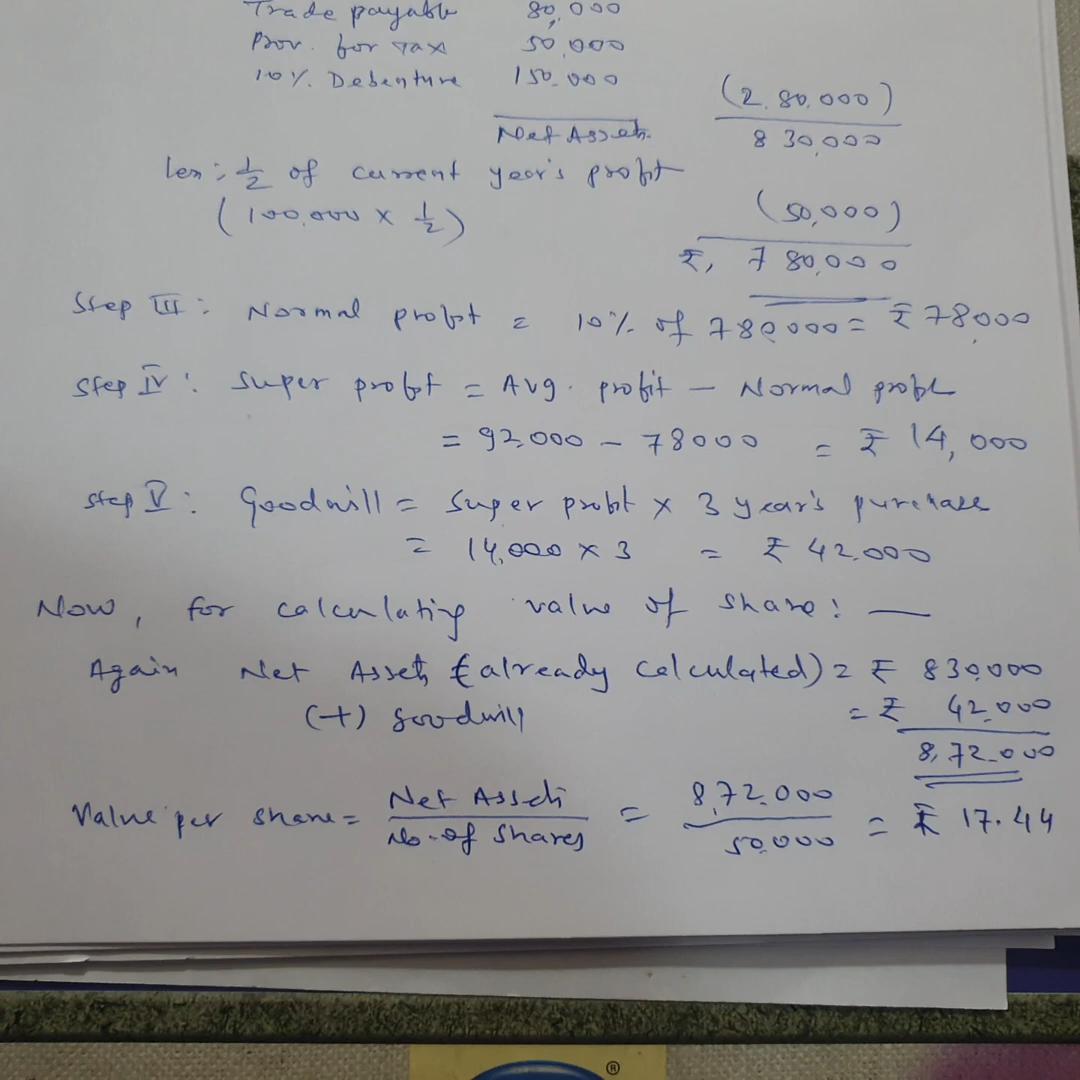 Trade payable 80,000
Prov. for Tax 50,000
10% Debenture 150,000 (2,80,000)
Net Assets 830,000
Less: 1/2 of current year's profit
(100,000 × 1/2) (50,000)
₹, 780,000
Step III: Normal profit = 10% of 780000 = ₹ 78000
Step IV: Super profit = Avg. profit – Normal profit
= 92,000 – 78000 = ₹ 14,000
Step V: Goodwill = Super profit × 3 year's purchase
= 14,000 × 3 = ₹ 42,000
Now, for calculating value of share: —
Again Net Assets (already calculated) = ₹ 830,000
(+) Goodwill = ₹ 42,000
8,72,000
Value per share = Net Assets / No. of Shares = 8,72,000 / 50,000 = ₹ 17.44
®